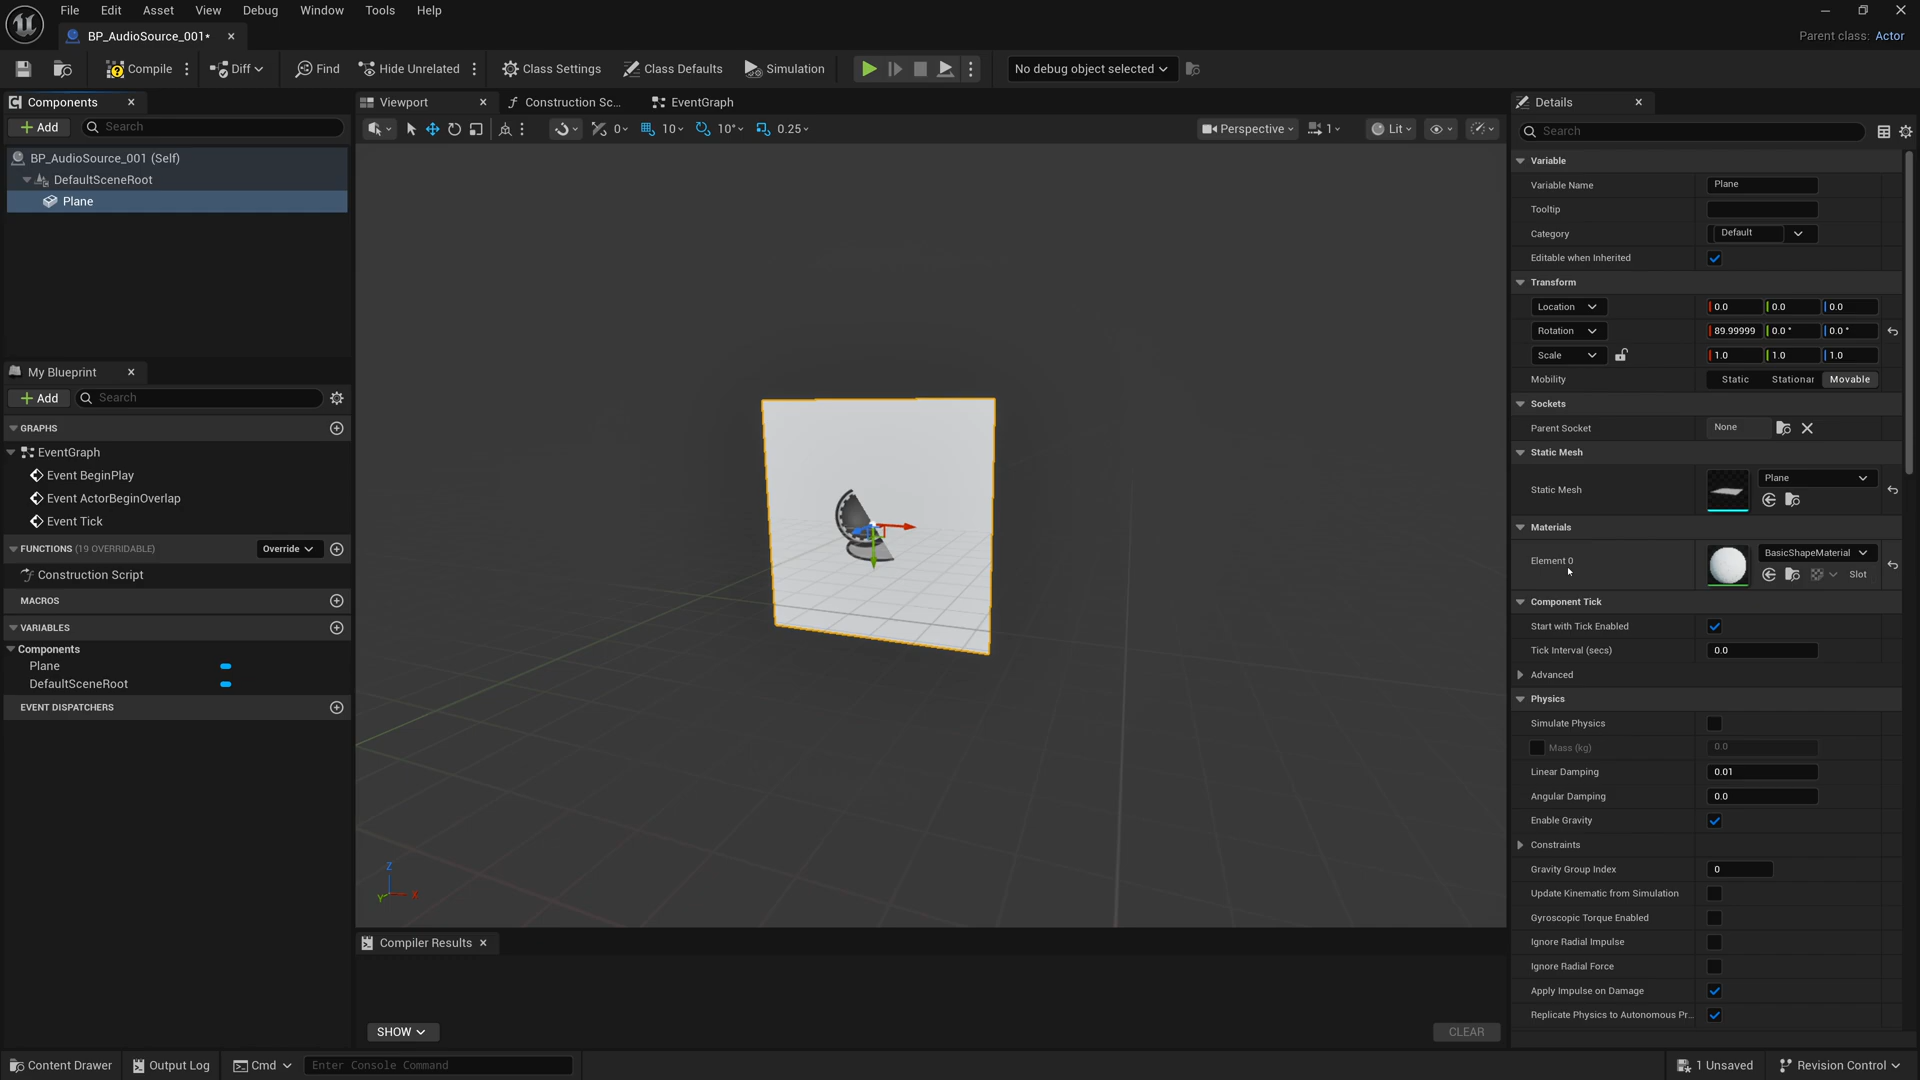 File Edit Asset View Debug Window Tools Help
BP_AudioSource_001*
Parent class: Actor
Compile Diff Find Hide Unrelated Class Settings Class Defaults Simulation No debug object selected
Components
Add Search
BP_AudioSource_001 (Self)
DefaultSceneRoot
Plane
My Blueprint
Add Search
GRAPHS
EventGraph
Event BeginPlay
Event ActorBeginOverlap
Event Tick
FUNCTIONS (19 OVERRIDABLE) Override
Construction Script
MACROS
VARIABLES
Components
Plane
DefaultSceneRoot
EVENT DISPATCHERS
Viewport Construction Sc... EventGraph
0 10 10° 0.25 Perspective 1 Lit
Z
X
Y
Compiler Results
SHOW CLEAR
Details
Search
Variable
Variable Name Plane
Tooltip
Category Default
Editable when Inherited
Transform
Location 0.0 0.0 0.0
Rotation 89.99999 0.0 ° 0.0 °
Scale 1.0 1.0 1.0
Mobility Static Stationar Movable
Sockets
Parent Socket None
Static Mesh
Static Mesh Plane
Materials
Element 0 BasicShapeMaterial
Slot
Component Tick
Start with Tick Enabled
Tick Interval (secs) 0.0
Advanced
Physics
Simulate Physics
Mass (kg) 0.0
Linear Damping 0.01
Angular Damping 0.0
Enable Gravity
Constraints
Gravity Group Index 0
Update Kinematic from Simulation
Gyroscopic Torque Enabled
Ignore Radial Impulse
Ignore Radial Force
Apply Impulse on Damage
Replicate Physics to Autonomous Pr...
Content Drawer Output Log Cmd Enter Console Command 1 Unsaved Revision Control